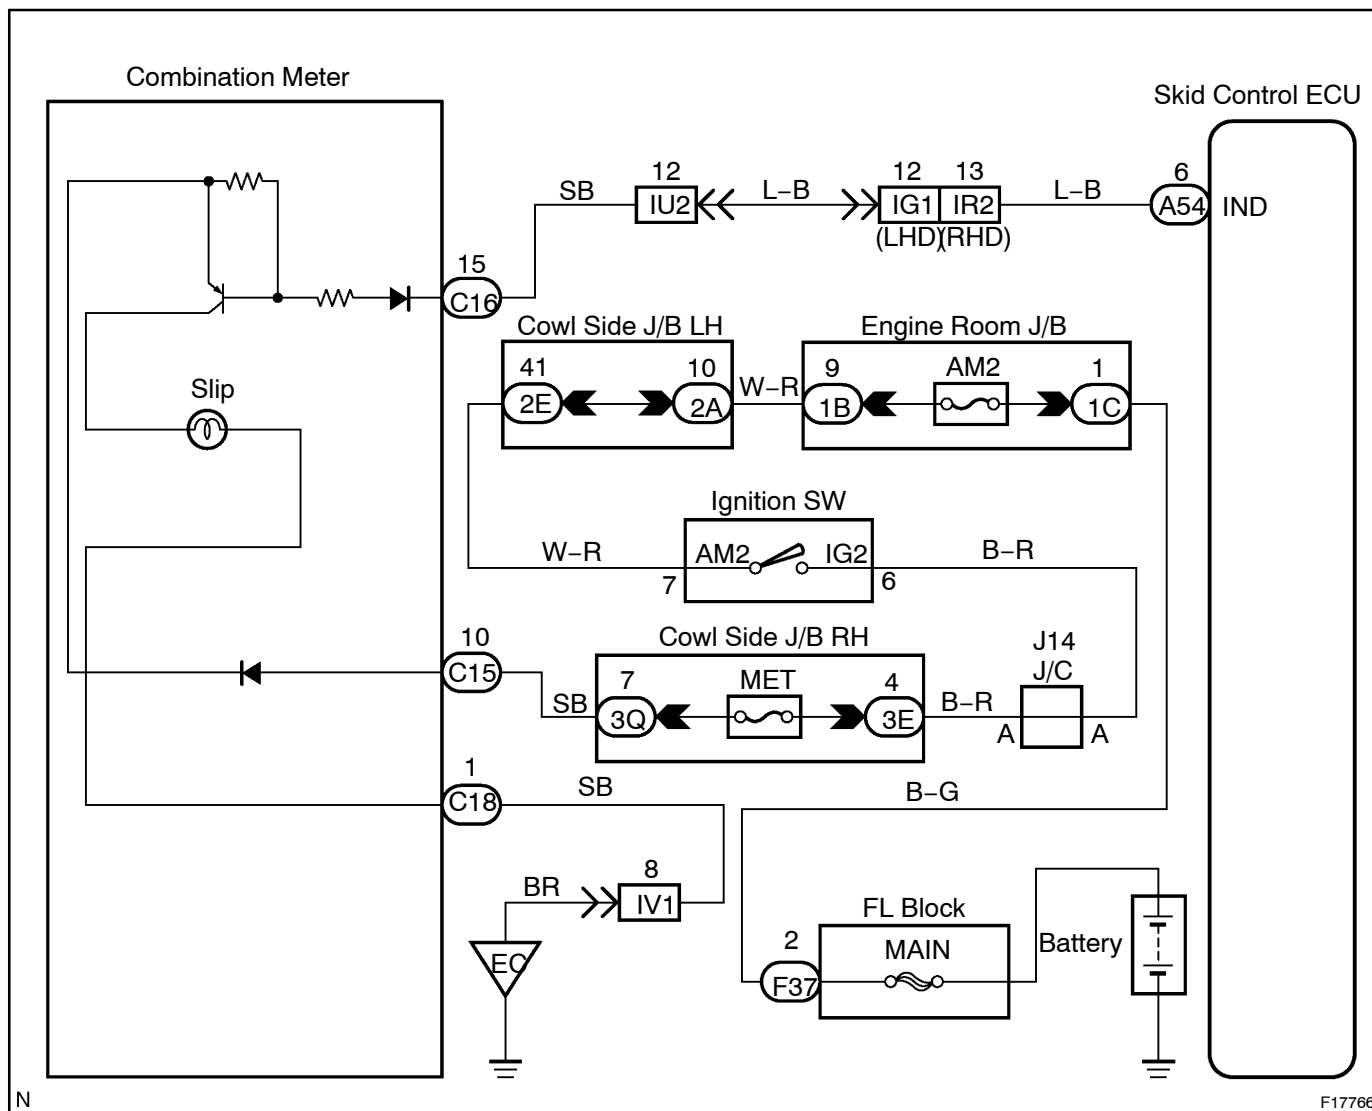 Combination Meter
Skid Control ECU
12
12
13
6
SB
IU2
L-B
IG1
IR2
L-B
A54
IND
(LHD)
(RHD)
15
C16
Cowl Side J/B LH
Engine Room J/B
41
10
9
AM2
1
2E
2A
W-R
1B
1C
Slip
Ignition SW
W-R
AM2
IG2
B-R
7
6
10
Cowl Side J/B RH
J14
J/C
C15
7
MET
4
SB
3Q
3E
B-R
A
A
1
SB
C18
B-G
8
BR
IV1
FL Block
2
MAIN
Battery
EC
F37
N